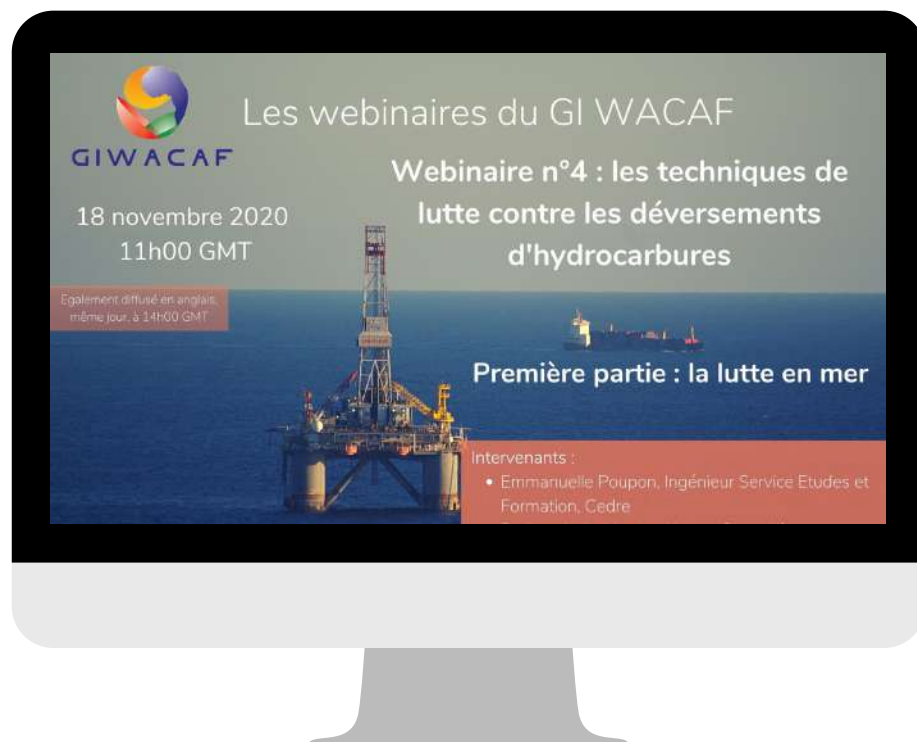 GIWACAF
Les webinaires du GI WACAF
Webinaire n°4 : les techniques de
lutte contre les déversements
d'hydrocarbures
18 novembre 2020
11h00 GMT
Egalement diffusé en anglais,
même jour, à 14h00 GMT
Première partie : la lutte en mer
Intervenants :
• Emmanuelle Poupon, Ingénieur Service Etudes et
Formation, Cedre